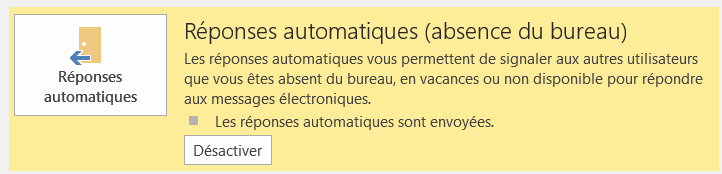 Réponses
automatiques
Réponses automatiques (absence du bureau)
Les réponses automatiques vous permettent de signaler aux autres utilisateurs
que vous êtes absent du bureau, en vacances ou non disponible pour répondre
aux messages électroniques.
Les réponses automatiques sont envoyées.
Désactiver